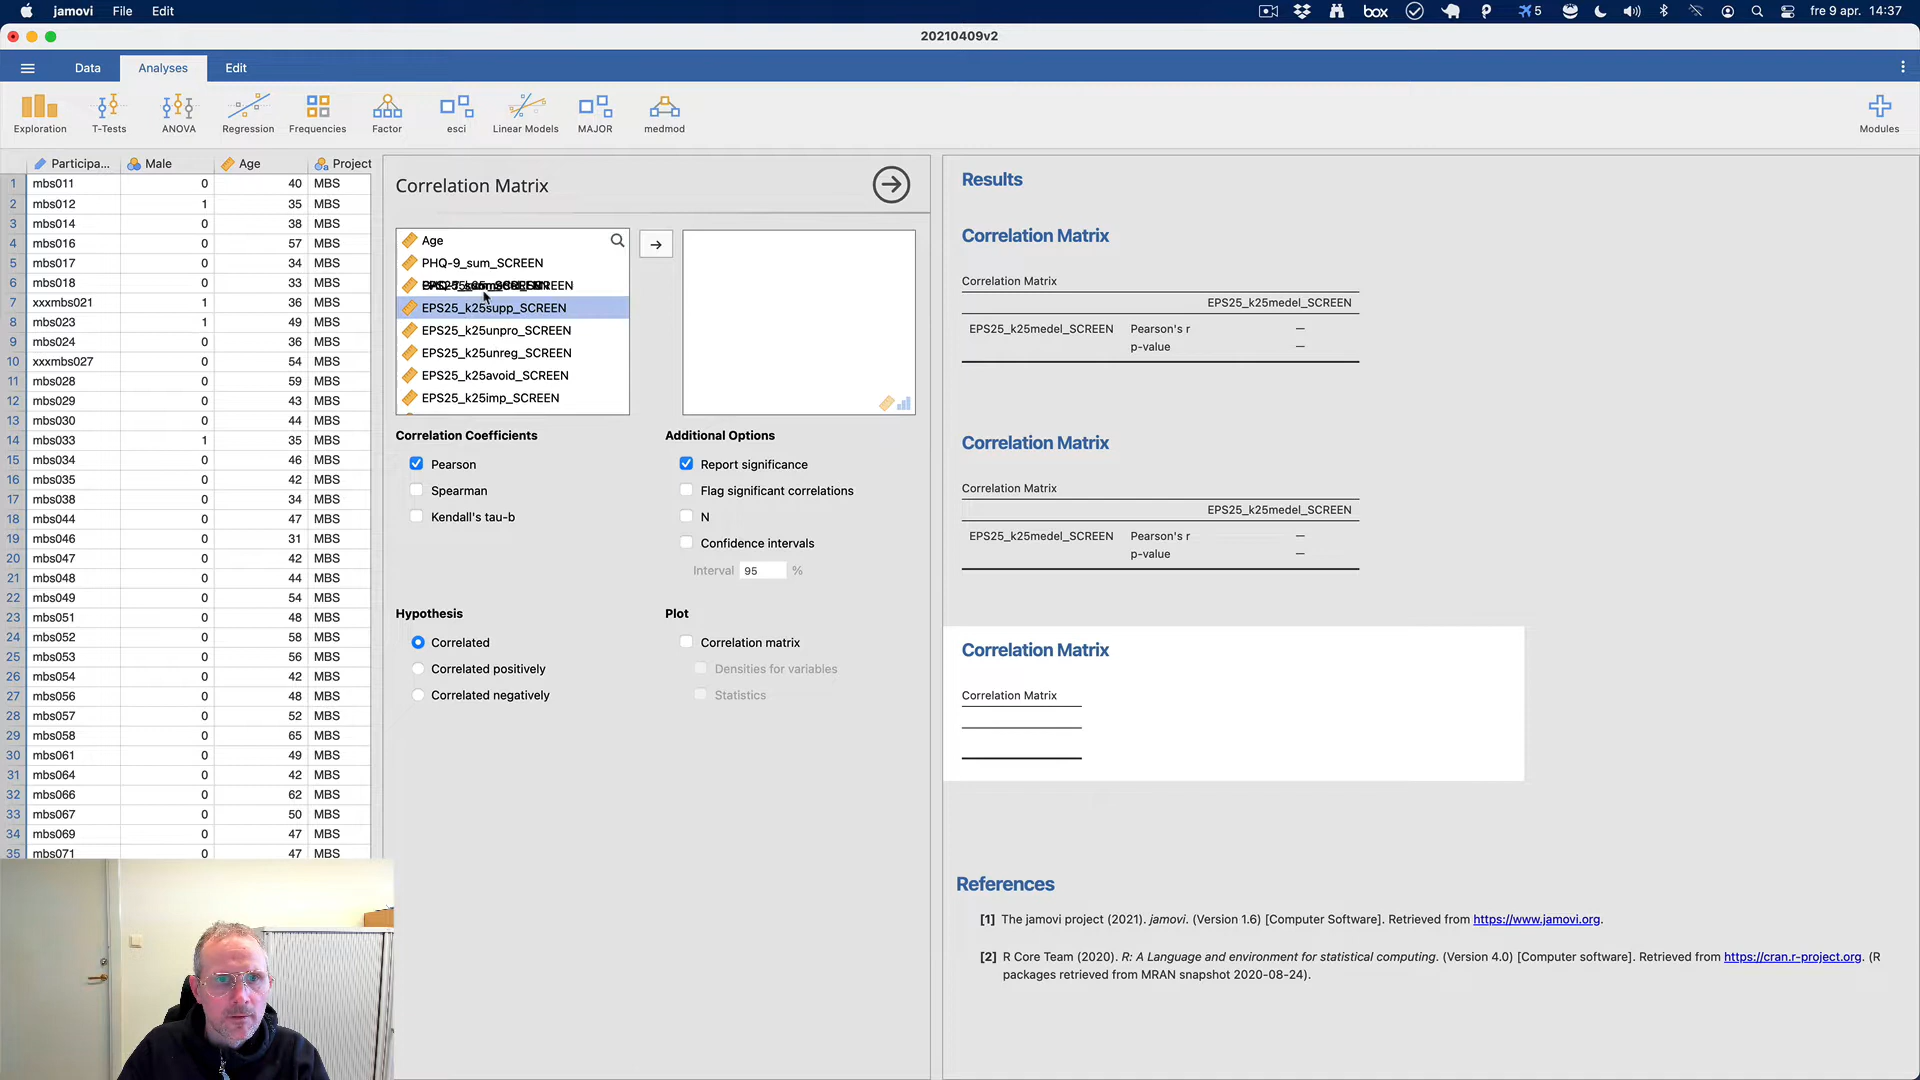 jamovi File Edit
box 5 fre 9 apr. 14:37
20210409v2
Data Analyses Edit
Exploration T-Tests ANOVA Regression Frequencies Factor esci Linear Models MAJOR medmod Modules
Participa... Male Age Project
1 mbs011 0 40 MBS
2 mbs012 1 35 MBS
3 mbs014 0 38 MBS
4 mbs016 0 57 MBS
5 mbs017 0 34 MBS
6 mbs018 0 33 MBS
7 xxxmbs021 1 36 MBS
8 mbs023 1 49 MBS
9 mbs024 0 36 MBS
10 xxxmbs027 0 54 MBS
11 mbs028 0 59 MBS
12 mbs029 0 43 MBS
13 mbs030 0 44 MBS
14 mbs033 1 35 MBS
15 mbs034 0 46 MBS
16 mbs035 0 42 MBS
17 mbs038 0 34 MBS
18 mbs044 0 47 MBS
19 mbs046 0 31 MBS
20 mbs047 0 42 MBS
21 mbs048 0 44 MBS
22 mbs049 0 54 MBS
23 mbs051 0 48 MBS
24 mbs052 0 58 MBS
25 mbs053 0 56 MBS
26 mbs054 0 42 MBS
27 mbs056 0 48 MBS
28 mbs057 0 52 MBS
29 mbs058 0 65 MBS
30 mbs061 0 49 MBS
31 mbs064 0 42 MBS
32 mbs066 0 62 MBS
33 mbs067 0 50 MBS
34 mbs069 0 47 MBS
35 mbs071 0 47 MBS
Correlation Matrix
Age
PHQ-9_sum_SCREEN
EPS25_k25supp_SCREEN
EPS25_k25unpro_SCREEN
EPS25_k25unreg_SCREEN
EPS25_k25avoid_SCREEN
EPS25_k25imp_SCREEN
Correlation Coefficients
Pearson
Spearman
Kendall's tau-b
Additional Options
Report significance
Flag significant correlations
N
Confidence intervals
Interval 95 %
Hypothesis
Correlated
Correlated positively
Correlated negatively
Plot
Correlation matrix
Densities for variables
Statistics
Results
Correlation Matrix
Correlation Matrix
EPS25_k25medel_SCREEN
EPS25_k25medel_SCREEN Pearson's r —
p-value —
Correlation Matrix
Correlation Matrix
EPS25_k25medel_SCREEN
EPS25_k25medel_SCREEN Pearson's r —
p-value —
Correlation Matrix
Correlation Matrix
References
[1] The jamovi project (2021). jamovi. (Version 1.6) [Computer Software]. Retrieved from https://www.jamovi.org.
[2] R Core Team (2020). R: A Language and environment for statistical computing. (Version 4.0) [Computer software]. Retrieved from https://cran.r-project.org. (R
packages retrieved from MRAN snapshot 2020-08-24).